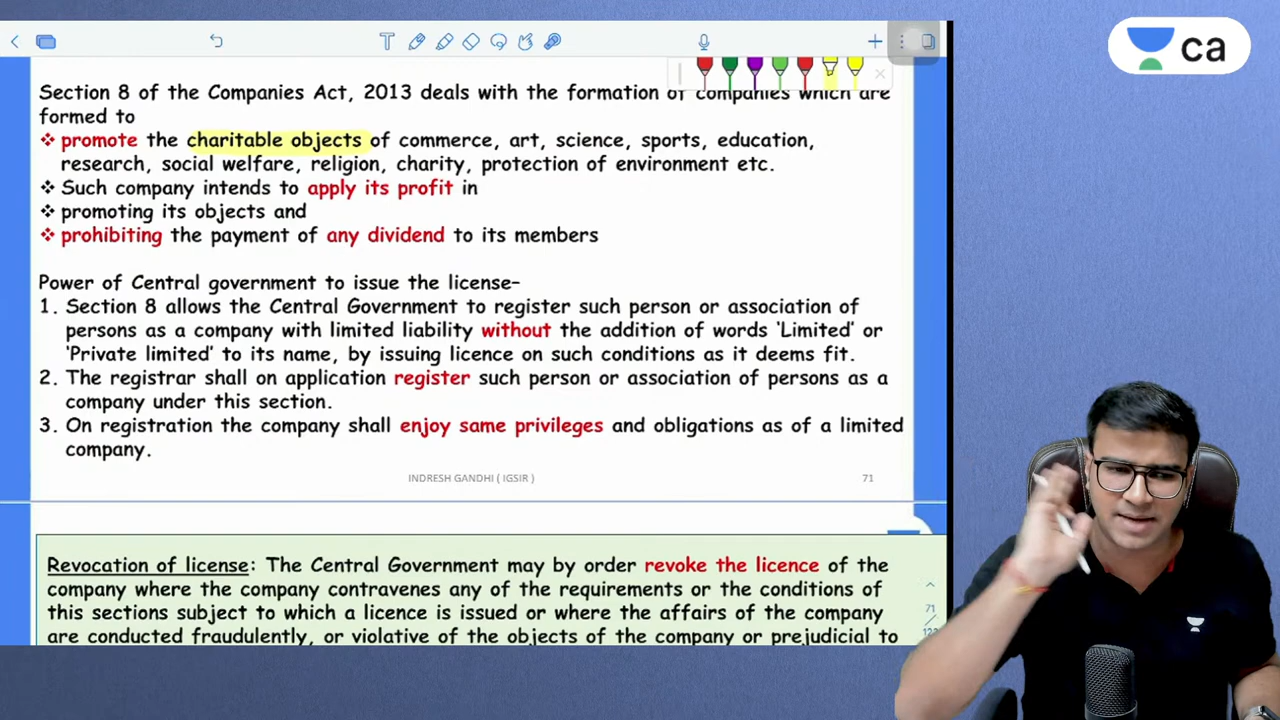 ca
Section 8 of the Companies Act, 2013 deals with the formation of companies which are
formed to
❖ promote the charitable objects of commerce, art, science, sports, education,
research, social welfare, religion, charity, protection of environment etc.
❖ Such company intends to apply its profit in
❖ promoting its objects and
❖ prohibiting the payment of any dividend to its members
Power of Central government to issue the license–
1. Section 8 allows the Central Government to register such person or association of
persons as a company with limited liability without the addition of words ‘Limited’ or
‘Private limited’ to its name, by issuing licence on such conditions as it deems fit.
2. The registrar shall on application register such person or association of persons as a
company under this section.
3. On registration the company shall enjoy same privileges and obligations as of a limited
company.
INDRESH GANDHI ( IGSIR ) 71
Revocation of license: The Central Government may by order revoke the licence of the
company where the company contravenes any of the requirements or the conditions of
this sections subject to which a licence is issued or where the affairs of the company
are conducted fraudulently, or violative of the objects of the company or prejudicial to
71
/